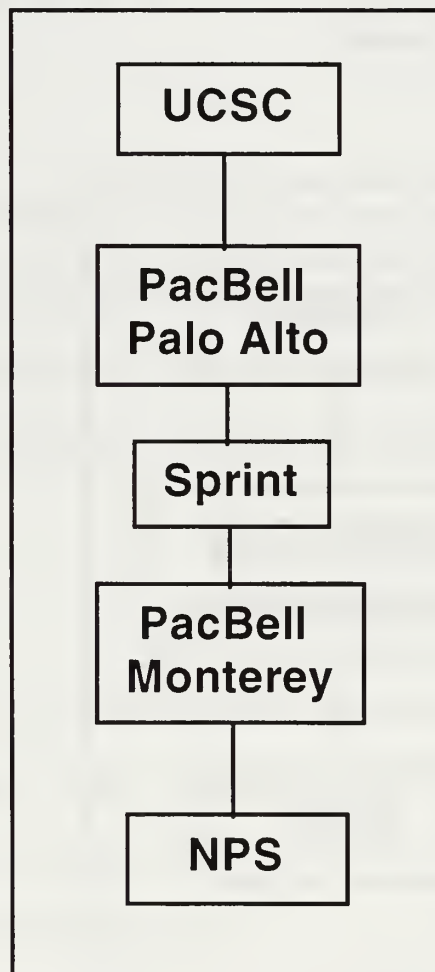 UCSC
PacBell
Palo Alto
Sprint
PacBell
Monterey
NPS